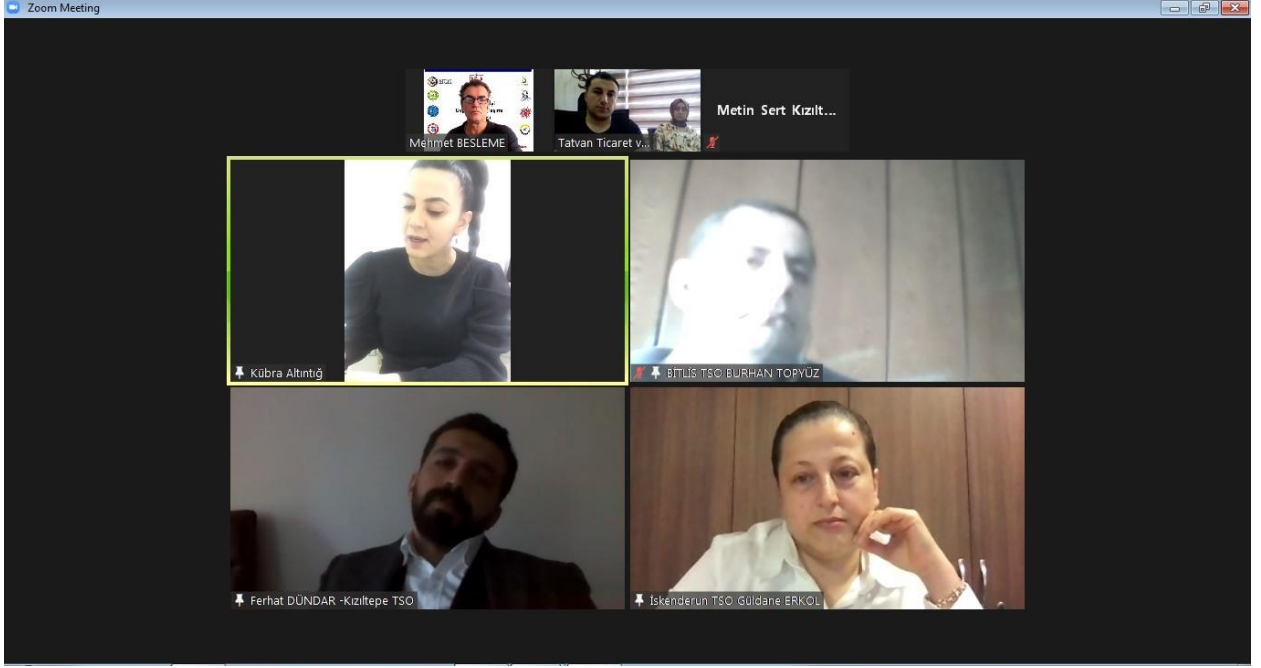 Zoom Meeting
Mehmet BESLEME
Tatvan Ticaret v...
Metin Sert Kızılt...
Kübra Altıntığ
BİTLİS TSO BURHAN TOPYÜZ
Ferhat DÜNDAR -Kızıltepe TSO
İskenderun TSO Güldane ERKOL